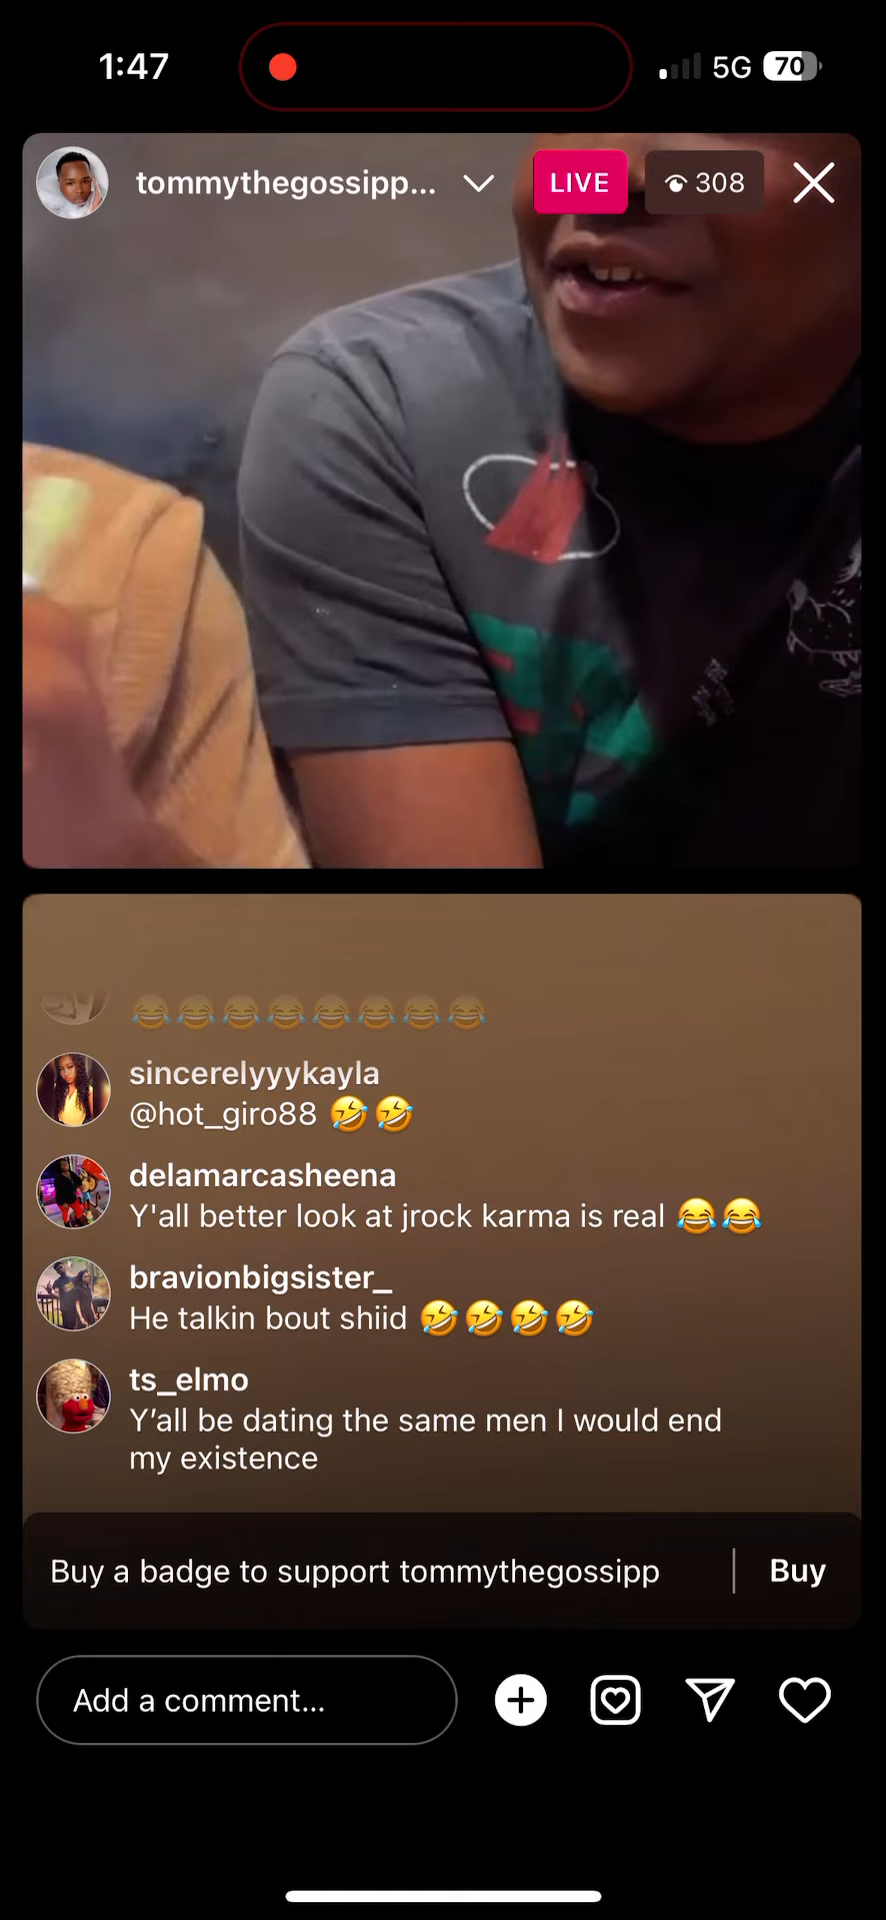 1:47
5G
70
tommythegossipp...
LIVE
308
sincerelyyykayla
@hot_giro88 🤣🤣
delamarcasheena
Y'all better look at jrock karma is real 😂😂
bravionbigsister_
He talkin bout shiid 🤣🤣🤣🤣
ts_elmo
Y’all be dating the same men I would end
my existence
Buy a badge to support tommythegossipp
Buy
Add a comment...